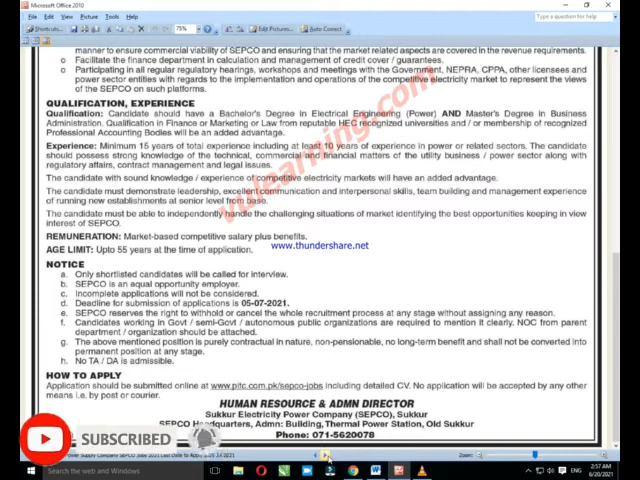 Microsoft Office 2010
File Edit View Picture Tools Help
Type a question for help
Shortcuts... 75% Edit Pictures... Auto Correct
manner to ensure commercial viability of SEPCO and ensuring that the market related aspects are covered in the revenue requirements.
o Facilitate the finance department in calculation and management of credit cover / guarantees.
o Participating in all regular regulatory hearings, workshops and meetings with the Government, NEPRA, CPPA, other licensees and
power sector entities with regards to the implementation and operations of the competitive electricity market to represent the views
of the SEPCO on such platforms.
QUALIFICATION, EXPERIENCE
Qualification: Candidate should have a Bachelor's Degree in Electrical Engineering (Power) AND Master's Degree in Business
Administration. Qualification in Finance or Marketing or Law from reputable HEC recognized universities and / or membership of recognized
Professional Accounting Bodies will be an added advantage.
Experience: Minimum 15 years of total experience including at least 10 years of experience in power or related sectors. The candidate
should possess strong knowledge of the technical, commercial and financial matters of the utility business / power sector along with
regulatory affairs, contract management and legal issues.
The candidate with sound knowledge / experience of competitive electricity markets will have an added advantage.
The candidate must demonstrate leadership, excellent communication and interpersonal skills, team building and management experience
of running new establishments at senior level from base.
The candidate must be able to independently handle the challenging situations of market identifying the best opportunities keeping in view
interest of SEPCO.
REMUNERATION: Market-based competitive salary plus benefits.
www.thundershare.net
AGE LIMIT: Upto 55 years at the time of application.
NOTICE
a. Only shortlisted candidates will be called for interview.
b. SEPCO is an equal opportunity employer.
c. Incomplete applications will not be considered.
d. Deadline for submission of applications is 05-07-2021.
e. SEPCO reserves the right to withhold or cancel the whole recruitment process at any stage without assigning any reason.
f. Candidates working in Govt / semi-Govt / autonomous public organizations are required to mention it clearly. NOC from parent
department / organization should be attached.
g. The above mentioned position is purely contractual in nature, non-pensionable, no long-term benefit and shall not be converted into
permanent position at any stage.
h. No TA / DA is admissible.
HOW TO APPLY
Application should be submitted online at www.pitc.com.pk/sepco-jobs including detailed CV. No application will be accepted by any other
means i.e. by post or courier.
HUMAN RESOURCE & ADMN DIRECTOR
Sukkur Electricity Power Company (SEPCO), Sukkur
SEPCO Headquarters, Admn: Building, Thermal Power Station, Old Sukkur
Phone: 071-5620078
SUBSCRIBED
Zoom:
Search the web and Windows
ENG
2:57 AM
6/20/2021